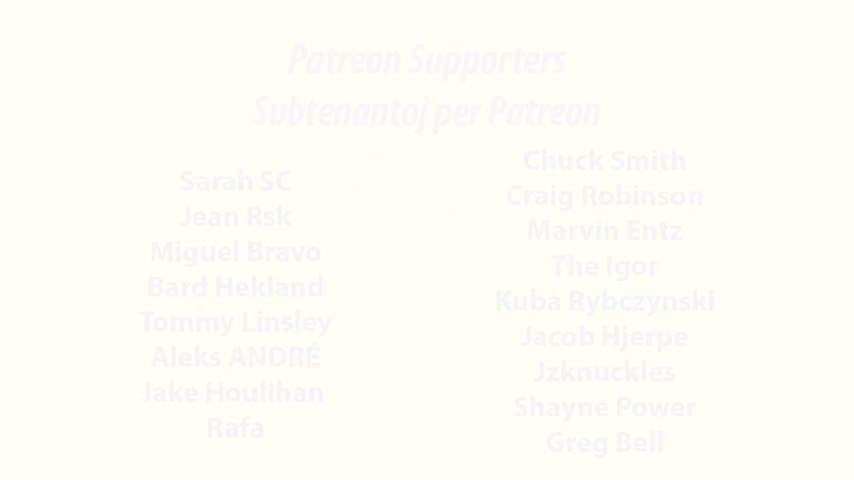 Patreon Supporters
Subtenantoj per Patreon
Sarah SC
Jean Rsk
Miguel Bravo
Bard Hekland
Tommy Linsley
Aleks ANDRÉ
Jake Houlihan
Rafa
Chuck Smith
Craig Robinson
Marvin Entz
The Igor
Kuba Rybczynski
Jacob Hjerpe
Jzknuckles
Shayne Power
Greg Bell